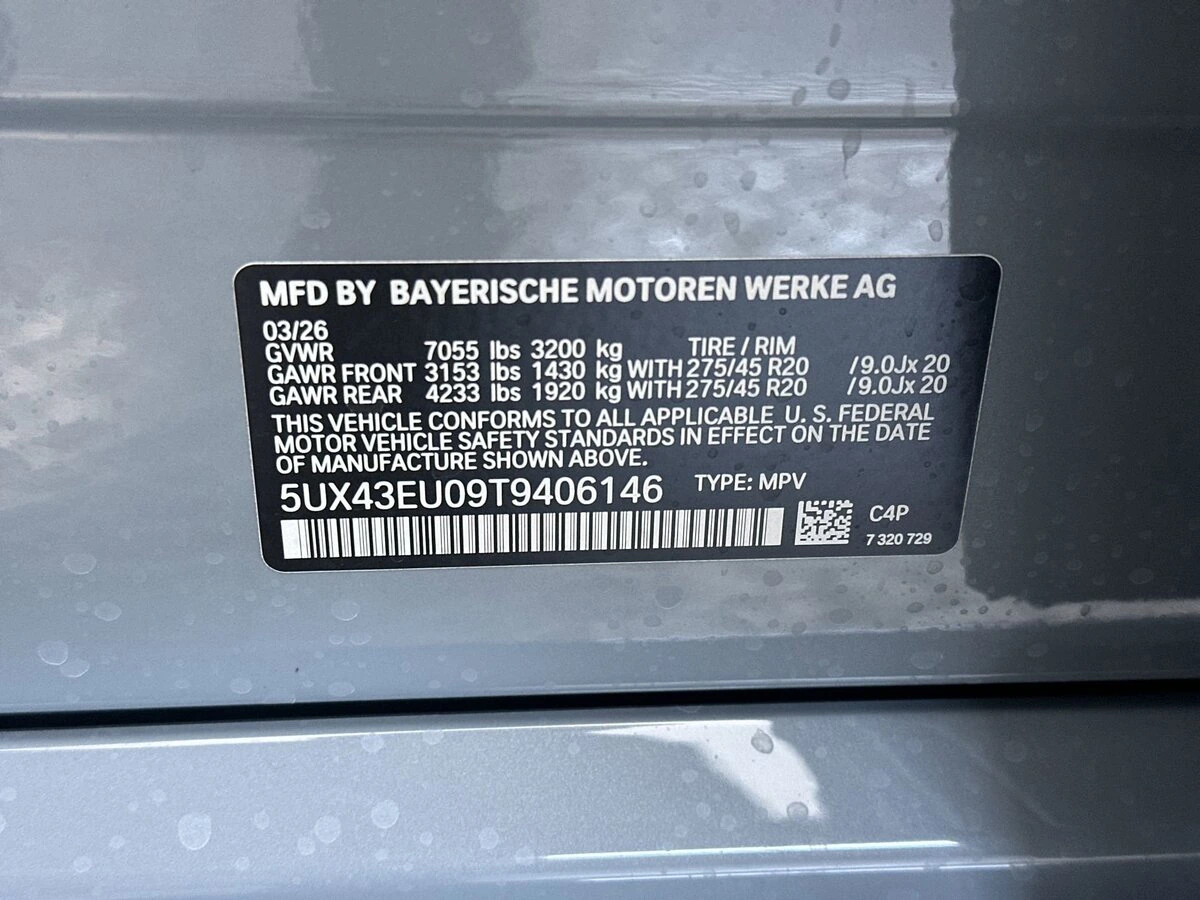 MFD BY BAYERISCHE MOTOREN WERKE AG
03/26
GVWR 7055 lbs 3200 kg TIRE / RIM
GAWR FRONT 3153 lbs 1430 kg WITH 275/45 R20 /9.0Jx 20
GAWR REAR 4233 lbs 1920 kg WITH 275/45 R20 /9.0Jx 20
THIS VEHICLE CONFORMS TO ALL APPLICABLE U. S. FEDERAL
MOTOR VEHICLE SAFETY STANDARDS IN EFFECT ON THE DATE
OF MANUFACTURE SHOWN ABOVE.
5UX43EU09T9406146 TYPE: MPV
C4P
7 320 729